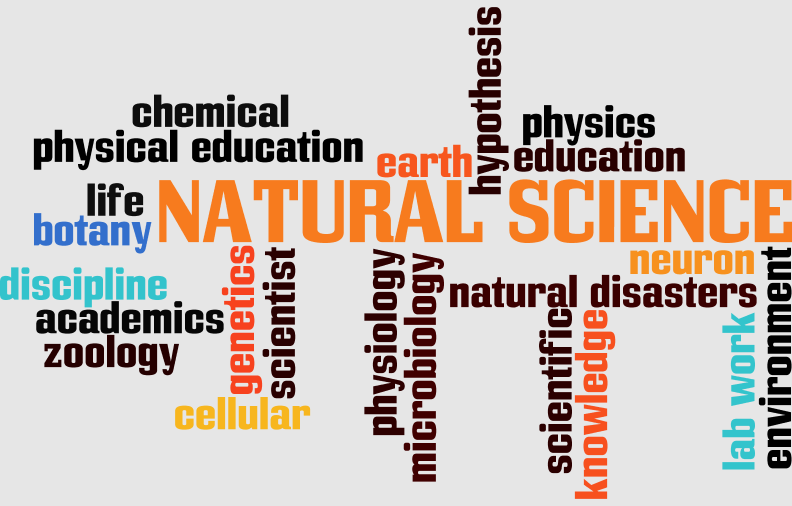 hypothesis
chemical
physics
physical education
earth
education
life
NATURAL SCIENCE
botany
neuron
discipline
genetics
scientist
physiology
microbiology
natural disasters
environment
academics
zoology
scientific
knowledge
lab work
cellular